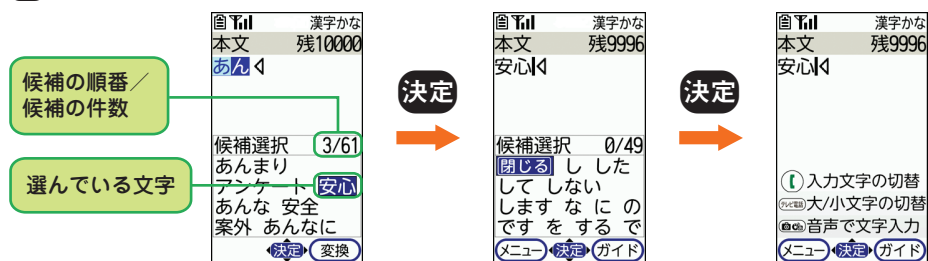 候補の順番／
候補の件数
選んでいる文字
漢字かな
本文 残10000
あん
候補選択 3/61
あんまり
アンケート 安心
あんな 安全
案外 あんなに
決定 変換
決定
漢字かな
本文 残9996
安心
候補選択 0/49
閉じる し した
して しない
します な に の
です を する で
メニュー 決定 ガイド
決定
漢字かな
本文 残9996
安心
入力文字の切替
テレビ電話 大/小文字の切替
音声で文字入力
メニュー 決定 ガイド